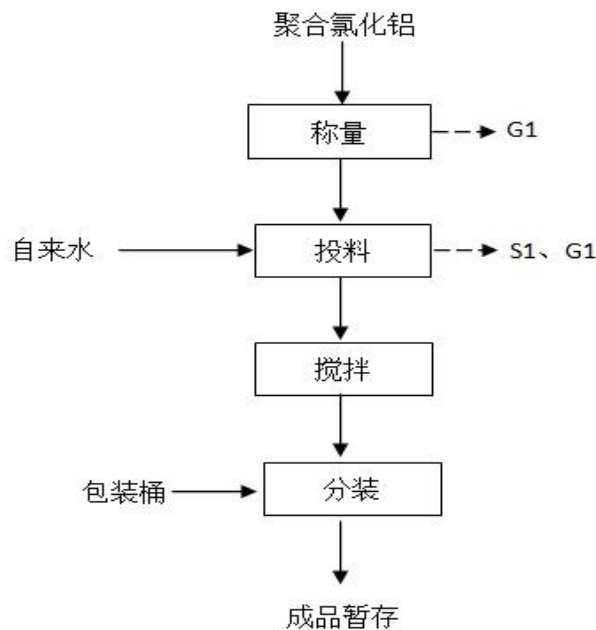 聚合氯化铝
称量
G1
自来水
投料
S1、G1
搅拌
包装桶
分装
成品暂存